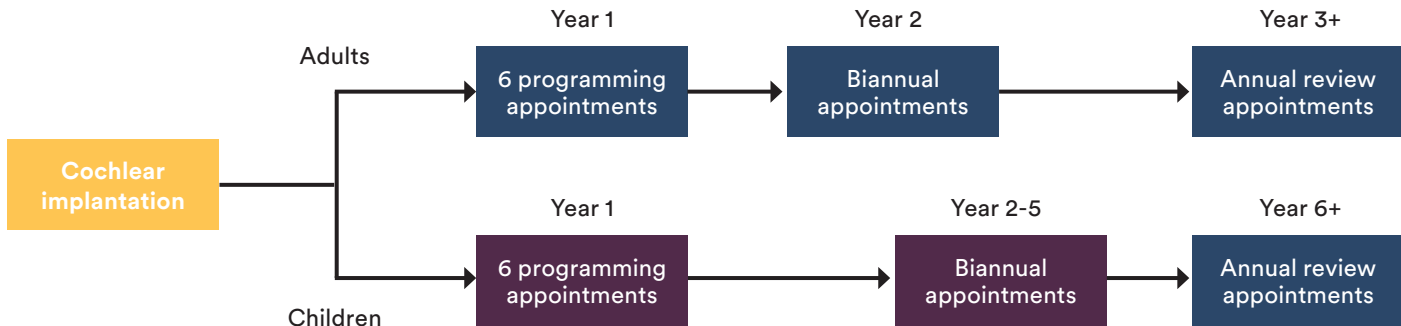 Year 1
Year 2
Year 3+
Adults
6 programming
appointments
Biannual
appointments
Annual review
appointments
Cochlear
implantation
Year 1
Year 2-5
Year 6+
6 programming
appointments
Biannual
appointments
Annual review
appointments
Children